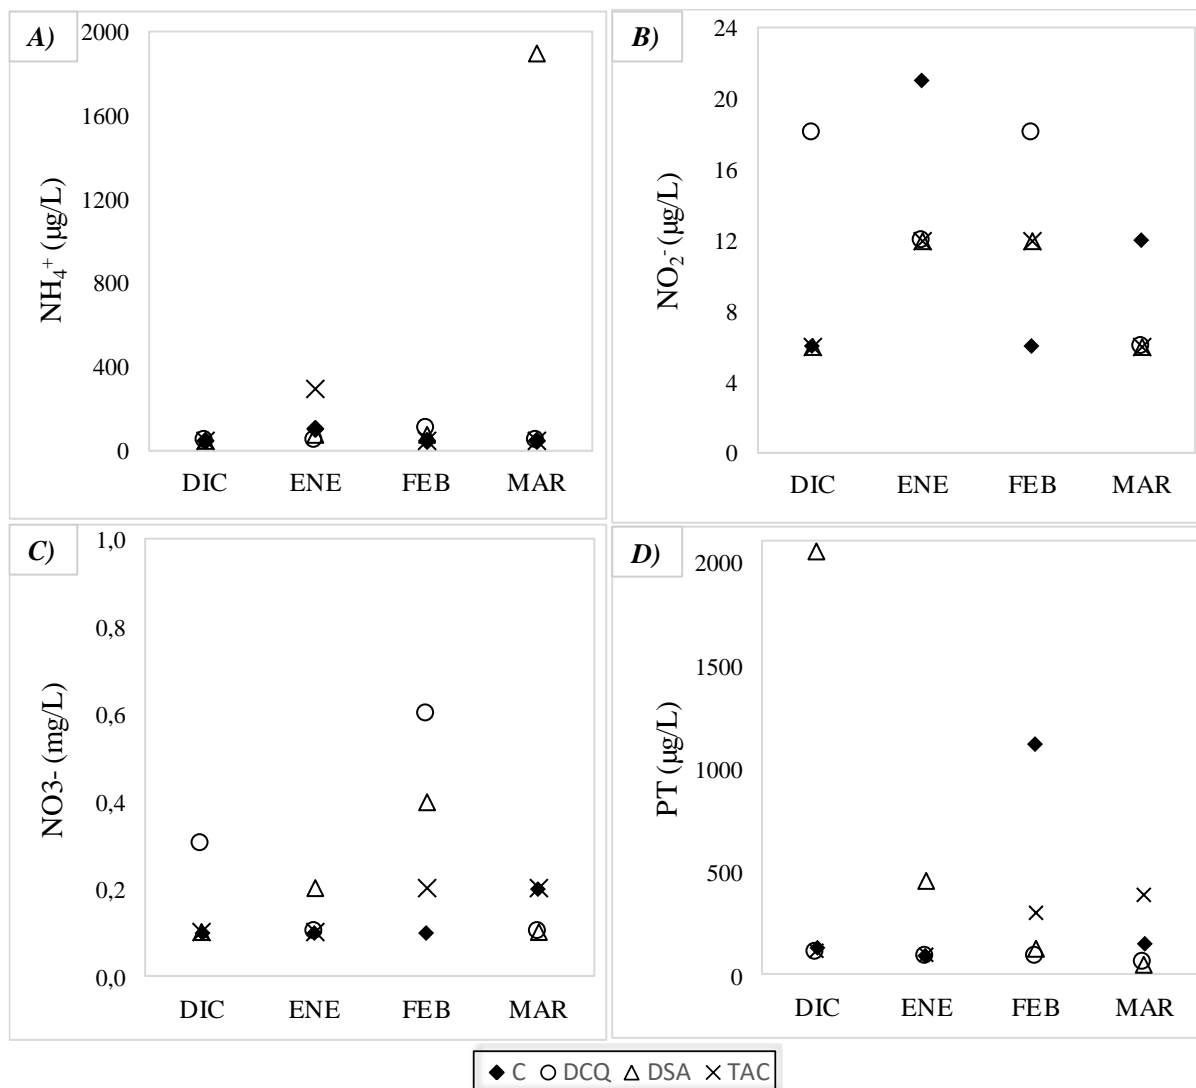 A)
NH₄⁺ (µg/L)
2000
1600
1200
800
400
0
DIC ENE FEB MAR
B)
NO₂⁻ (µg/L)
24
20
16
12
8
4
0
DIC ENE FEB MAR
C)
NO3- (mg/L)
1,0
0,8
0,6
0,4
0,2
0,0
DIC ENE FEB MAR
D)
PT (µg/L)
2000
1500
1000
500
0
DIC ENE FEB MAR
C DCQ DSA TAC